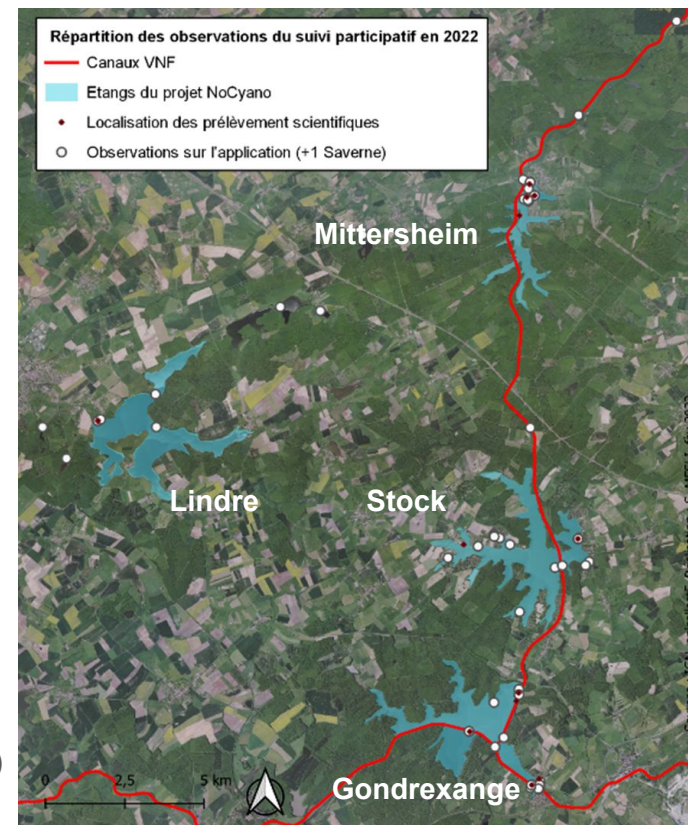 Répartition des observations du suivi participatif en 2022
Canaux VNF
Etangs du projet NoCyano
Localisation des prélèvement scientifiques
Observations sur l'application (+1 Saverne)
Mittersheim
Lindre
Stock
Gondrexange
0 2,5 5 km